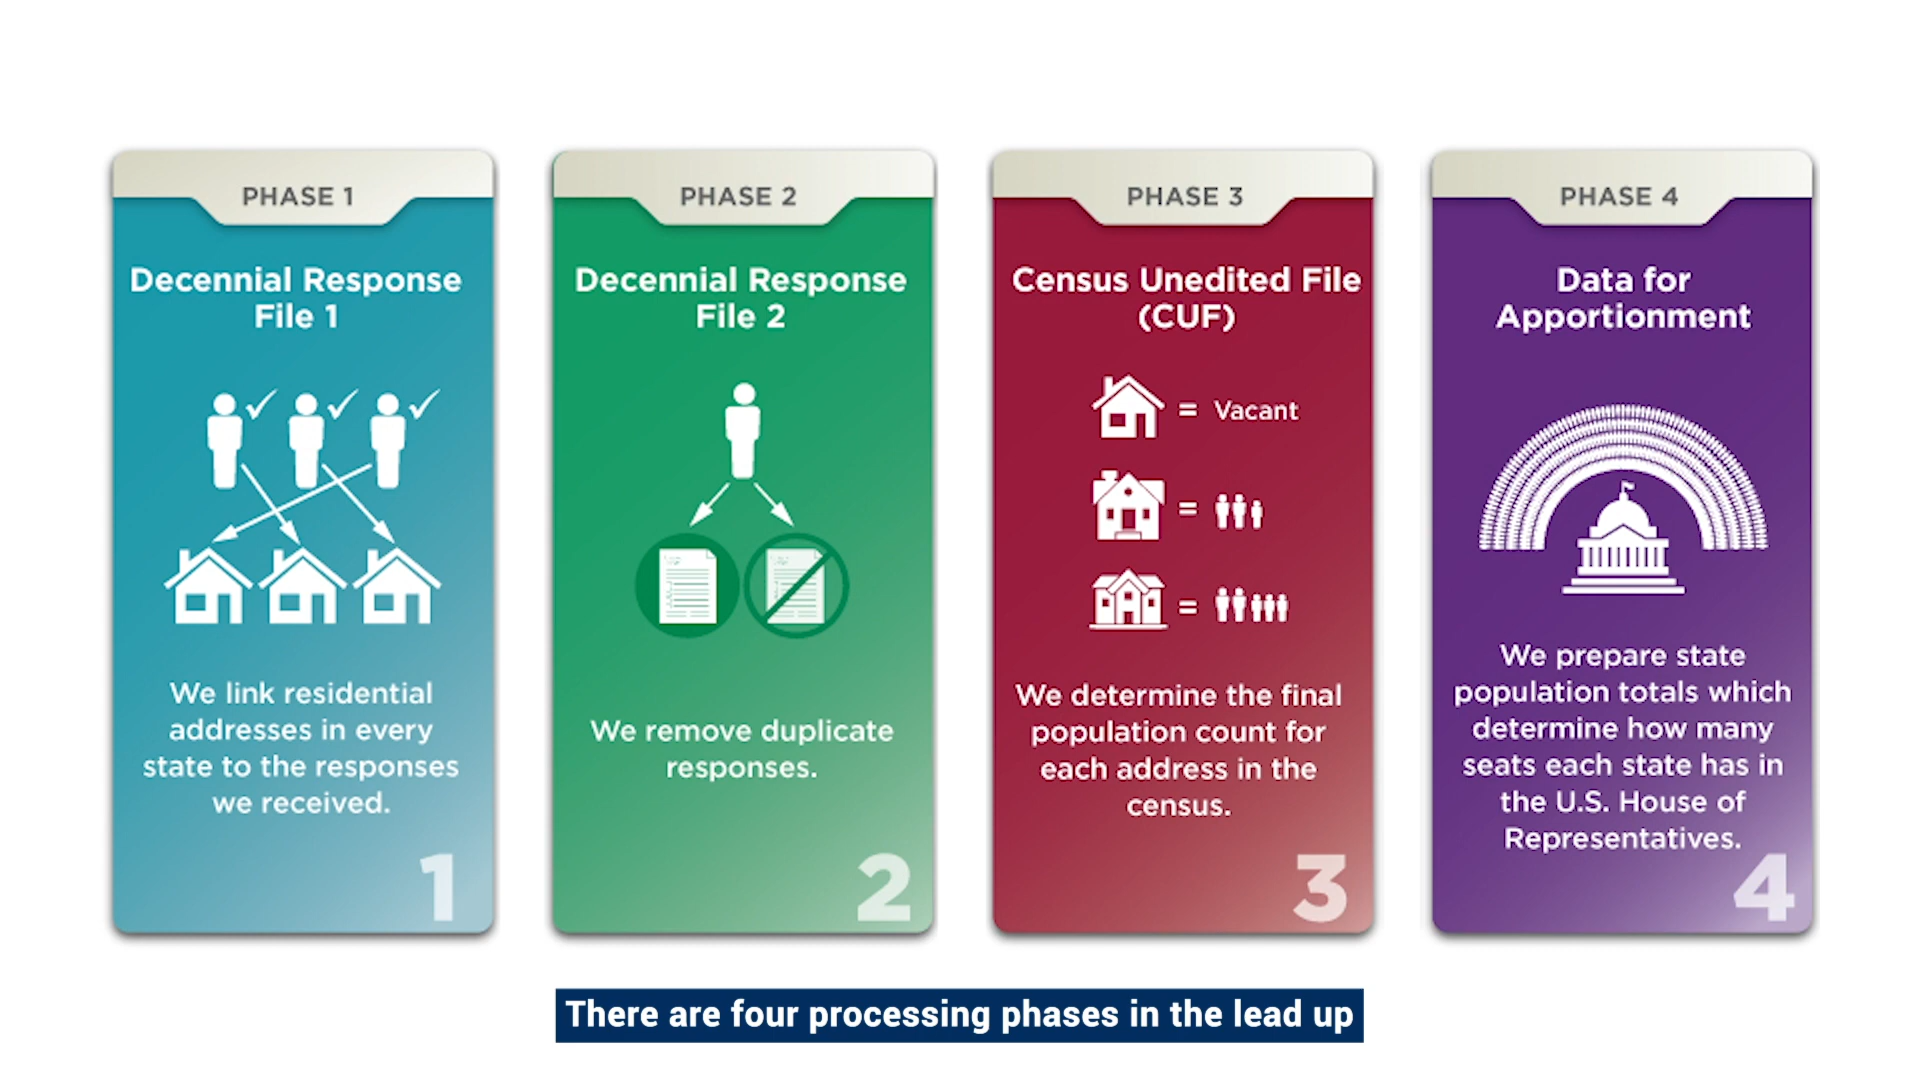 PHASE 1
Decennial Response
File 1
We link residential
addresses in every
state to the responses
we received.
1
PHASE 2
Decennial Response
File 2
We remove duplicate
responses.
2
PHASE 3
Census Unedited File
(CUF)
= Vacant
=
=
We determine the final
population count for
each address in the
census.
3
PHASE 4
Data for
Apportionment
We prepare state
population totals which
determine how many
seats each state has in
the U.S. House of
Representatives.
4
There are four processing phases in the lead up